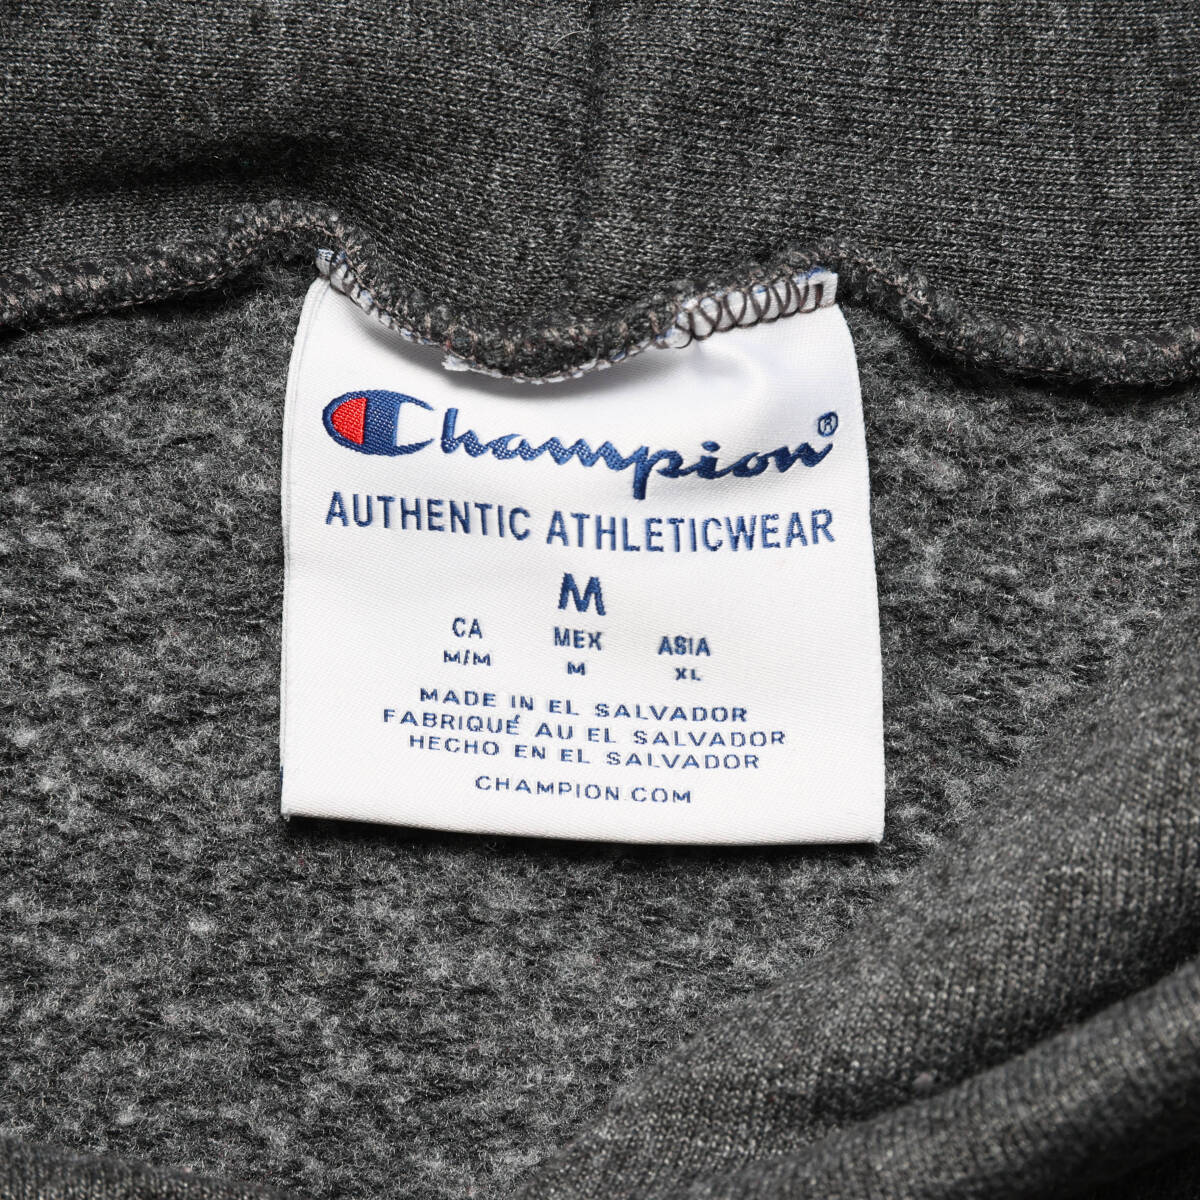 Champion®
AUTHENTIC ATHLETICWEAR
M
CA MEX ASIA
M/M M XL
MADE IN EL SALVADOR
FABRIQUÉ AU EL SALVADOR
HECHO EN EL SALVADOR
CHAMPION.COM